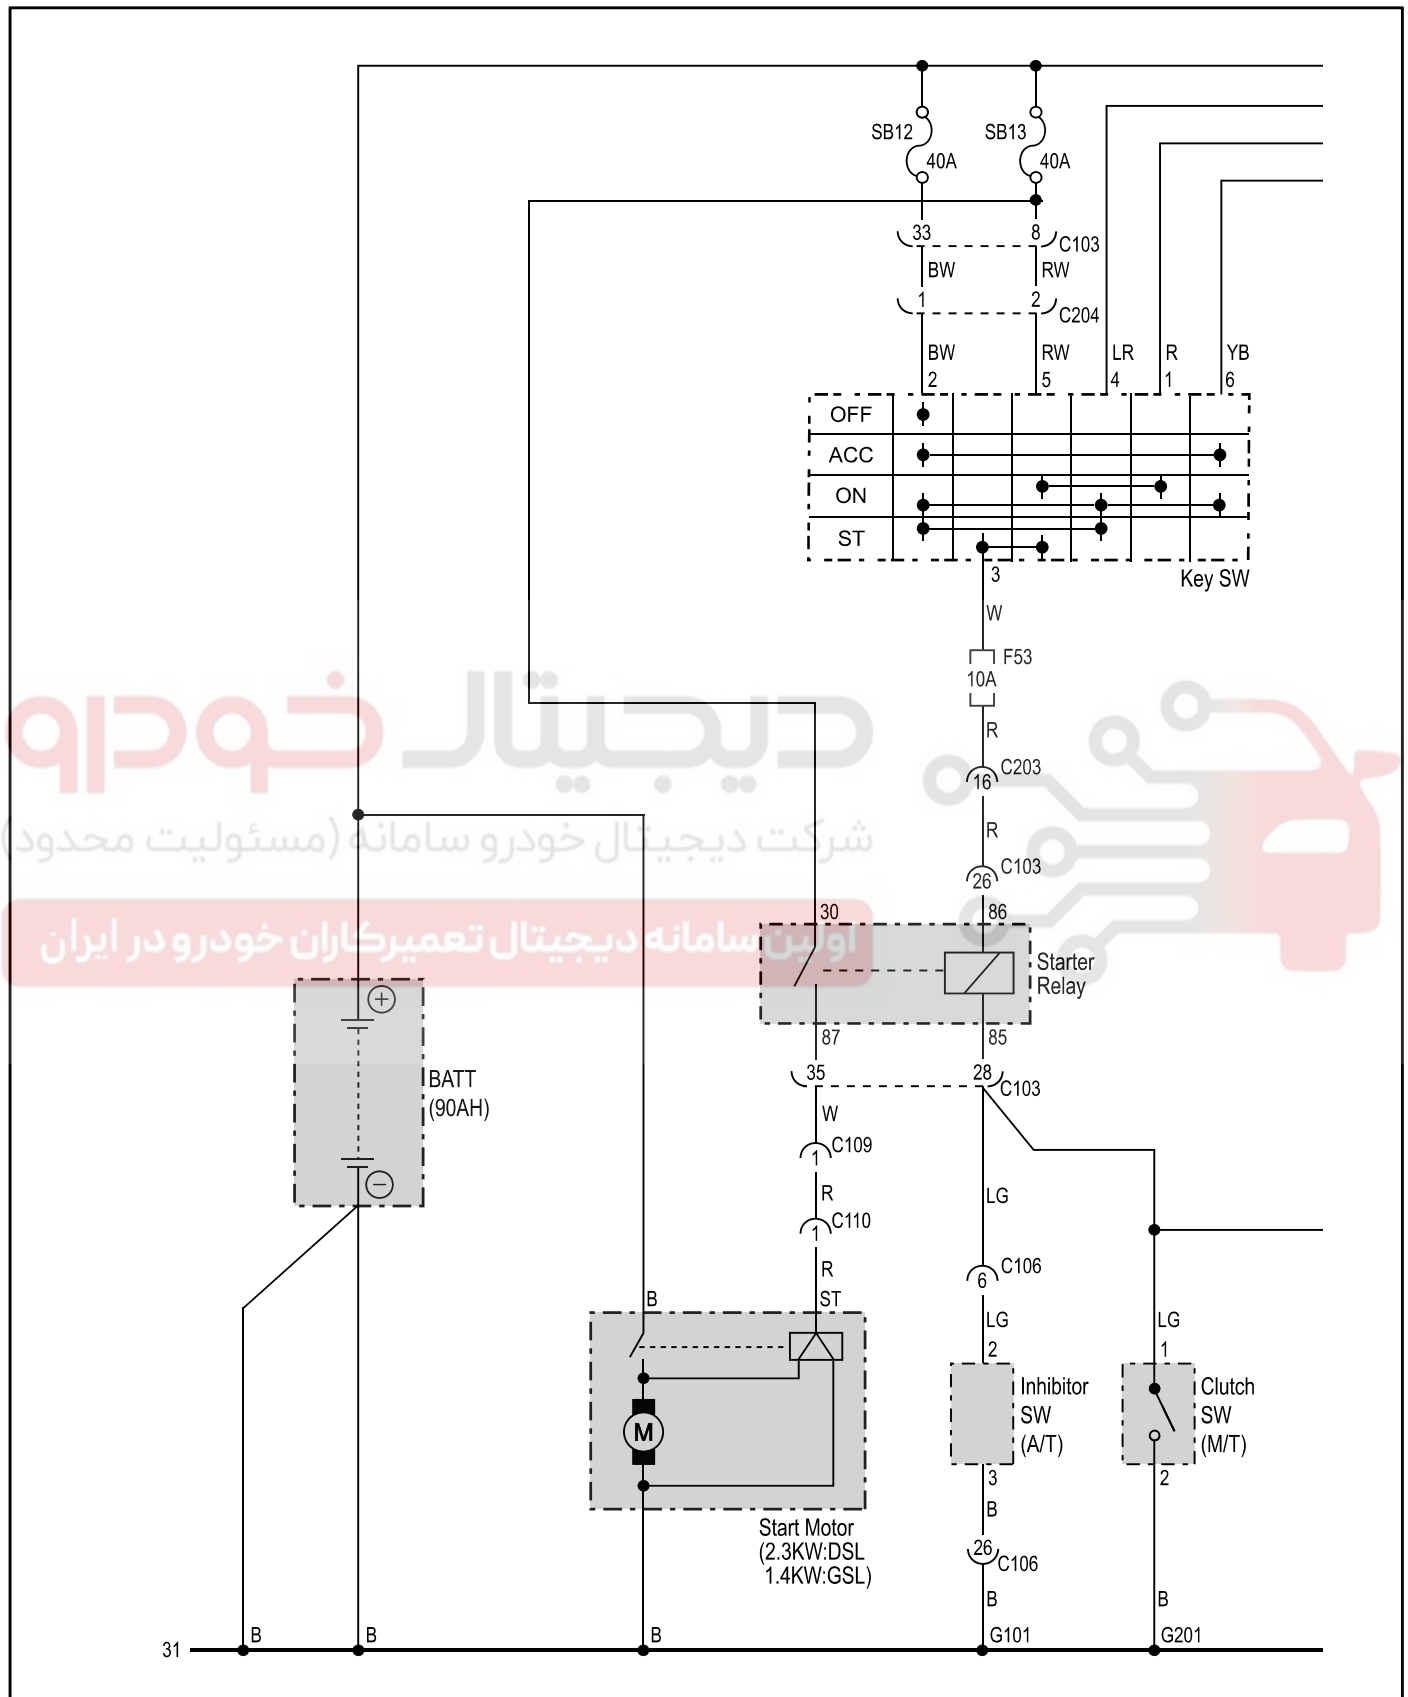 SB12
40A
SB13
40A
33
8
C103
BW
RW
1
2
C204
BW
RW
LR
R
YB
2
5
4
1
6
OFF
ACC
ON
ST
Key SW
3
W
F53
10A
R
C203
16
R
C103
26
دیجیتال خودرو
شرکت دیجیتال خودرو سامانه (مسئولیت محدود)
اولین سامانه دیجیتال تعمیرکاران خودرو در ایران
30
86
Starter
Relay
87
85
35
28
C103
+
BATT
(90AH)
−
W
C109
1
R
C110
1
R
LG
C106
6
B
ST
LG
2
LG
1
M
Inhibitor
SW
(A/T)
Clutch
SW
(M/T)
3
2
B
Start Motor
(2.3KW:DSL
1.4KW:GSL)
26
C106
B
B
31
B
B
B
G101
G201